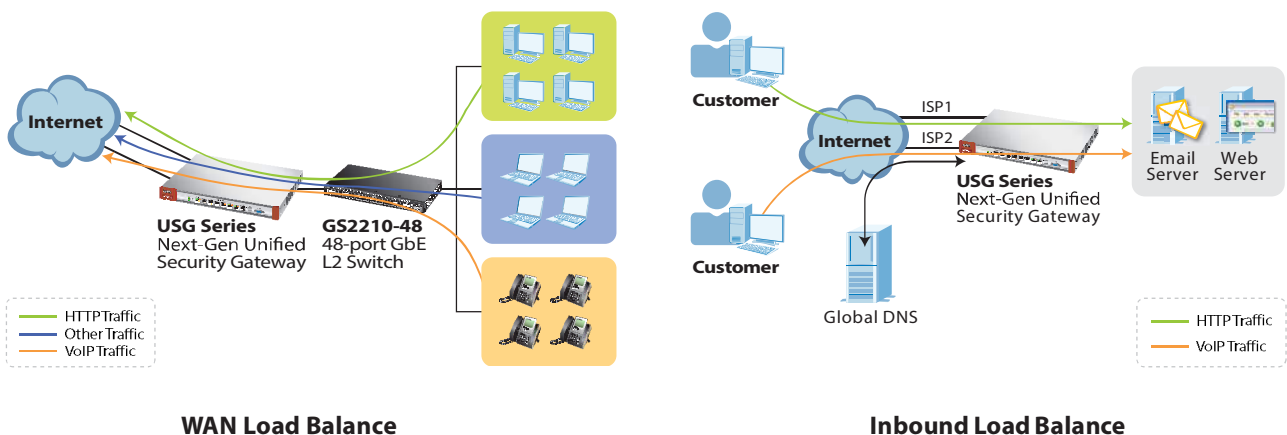 Internet
USG Series
Next-Gen Unified
Security Gateway
GS2210-48
48-port GbE
L2 Switch
HTTP Traffic
Other Traffic
VoIP Traffic
WAN Load Balance
Customer
Internet
ISP1
ISP2
USG Series
Next-Gen Unified
Security Gateway
Email
Server
Web
Server
Customer
Global DNS
HTTP Traffic
VoIP Traffic
Inbound Load Balance